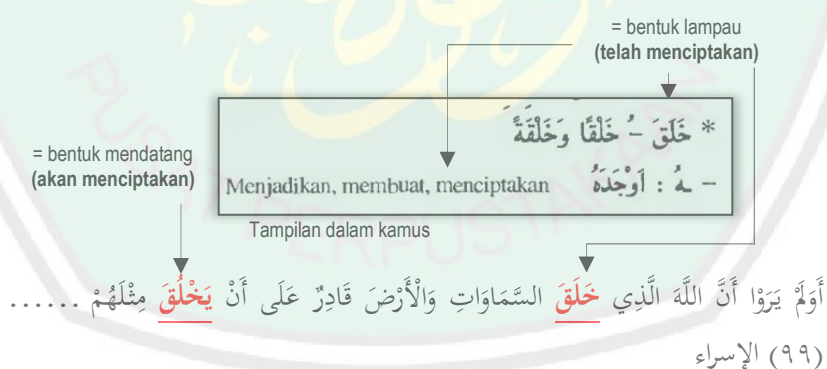 = bentuk lampau
(telah menciptakan)
* خَلَقَ – ُ خَلْقًا وَخَلْقَةً
= bentuk mendatang
(akan menciptakan)
– ـهُ : اَوْجَدَهُ Menjadikan, membuat, menciptakan
Tampilan dalam kamus
أَوَلَمْ يَرَوْا أَنَّ اللَّهَ الَّذِي خَلَقَ السَّمَاوَاتِ وَالْأَرْضَ قَادِرٌ عَلَى أَنْ يَخْلُقَ مِثْلَهُمْ ......
(٩٩) الإسراء